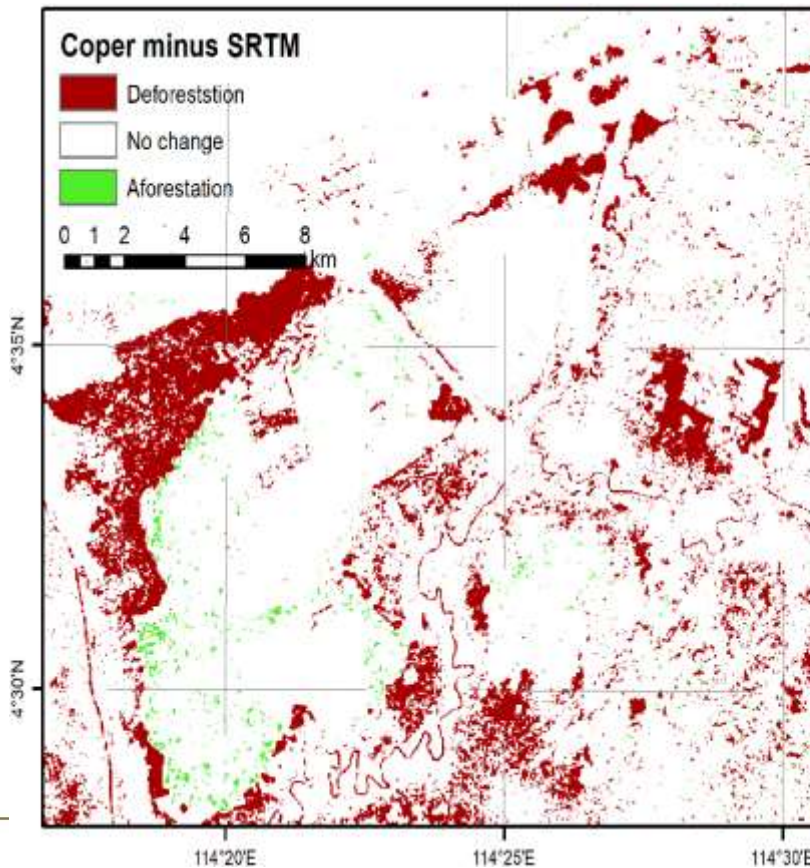 Coper minus SRTM
Deforeststion
No change
Aforestation
0 1 2 4 6 8
km
4°35'N
4°30'N
114°20'E 114°25'E 114°30'E